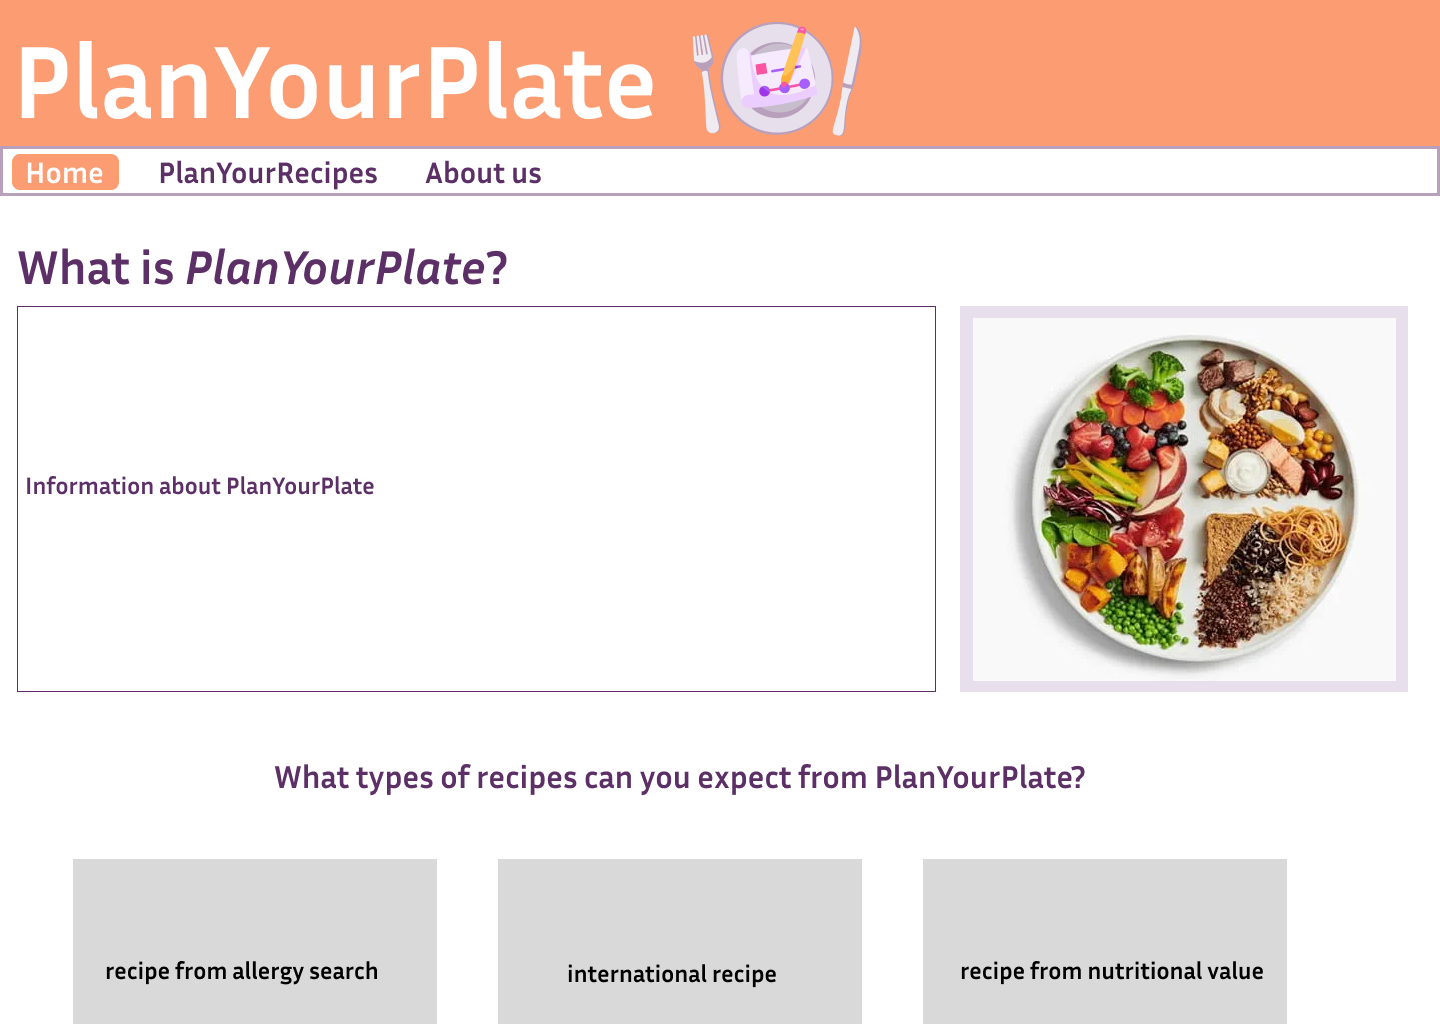 PlanYourPlate
Home PlanYourRecipes About us
What is PlanYourPlate?
Information about PlanYourPlate
What types of recipes can you expect from PlanYourPlate?
recipe from allergy search
international recipe
recipe from nutritional value